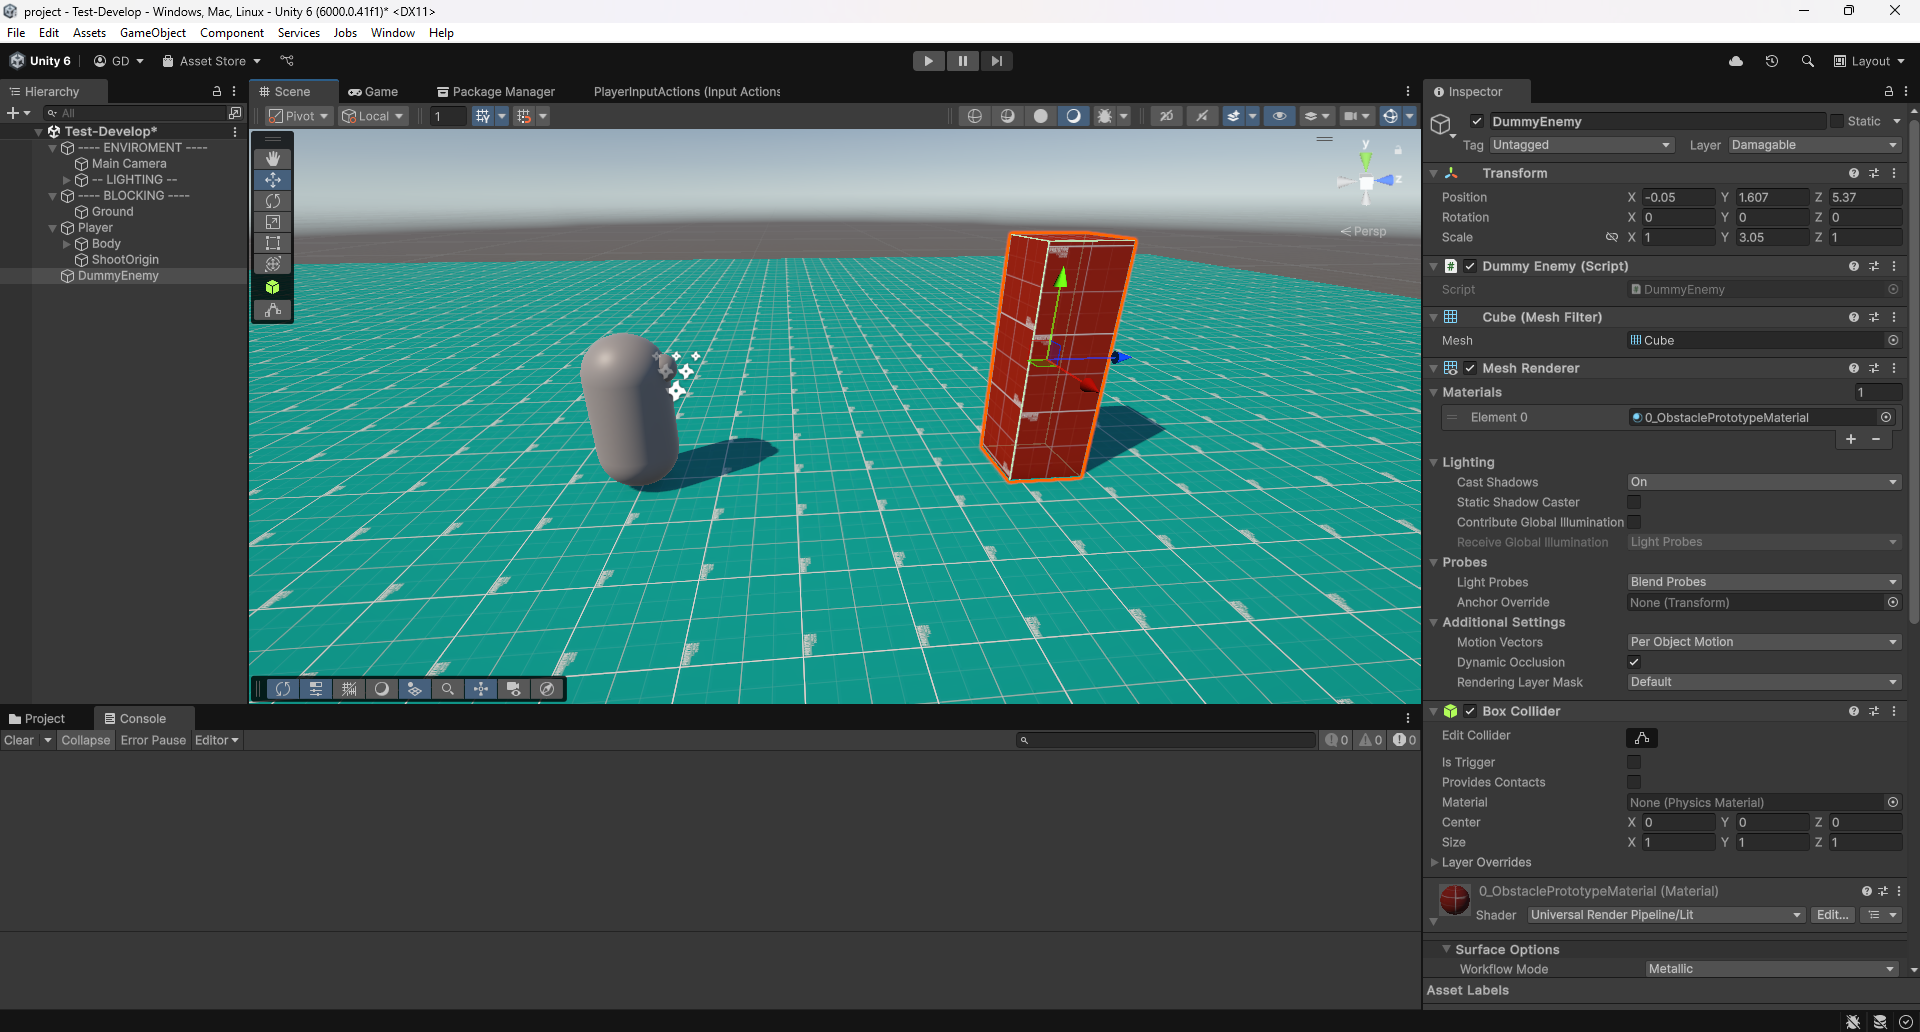 project - Test-Develop - Windows, Mac, Linux - Unity 6 (6000.0.41f1)* <DX11>
File Edit Assets GameObject Component Services Jobs Window Help
Unity 6 GD Asset Store Layout
Hierarchy
All
Test-Develop*
---- ENVIROMENT ----
Main Camera
-- LIGHTING --
---- BLOCKING ----
Ground
Player
Body
ShootOrigin
DummyEnemy
Scene Game Package Manager PlayerInputActions (Input Actions
Pivot Local 1 2D
y
z
Persp
Project Console
Clear Collapse Error Pause Editor 0 0 0
Inspector
DummyEnemy Static
Tag Untagged Layer Damagable
Transform
Position X -0.05 Y 1.607 Z 5.37
Rotation X 0 Y 0 Z 0
Scale X 1 Y 3.05 Z 1
Dummy Enemy (Script)
Script DummyEnemy
Cube (Mesh Filter)
Mesh Cube
Mesh Renderer
Materials 1
Element 0 0_ObstaclePrototypeMaterial
Lighting
Cast Shadows On
Static Shadow Caster
Contribute Global Illumination
Receive Global Illumination Light Probes
Probes
Light Probes Blend Probes
Anchor Override None (Transform)
Additional Settings
Motion Vectors Per Object Motion
Dynamic Occlusion
Rendering Layer Mask Default
Box Collider
Edit Collider
Is Trigger
Provides Contacts
Material None (Physics Material)
Center X 0 Y 0 Z 0
Size X 1 Y 1 Z 1
Layer Overrides
0_ObstaclePrototypeMaterial (Material)
Shader Universal Render Pipeline/Lit Edit...
Surface Options
Workflow Mode Metallic
Asset Labels